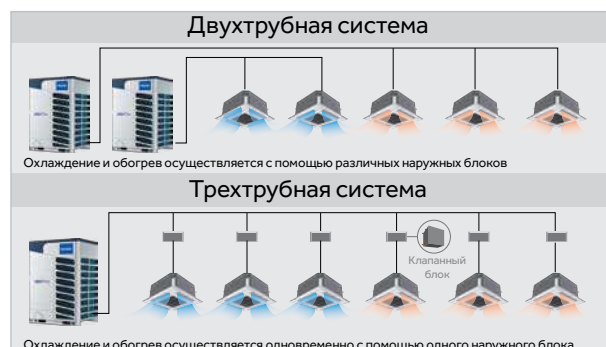 Двухтрубная система
Охлаждение и обогрев осуществляется с помощью различных наружных блоков
Трехтрубная система
Клапанный
блок
Охлаждение и обогрев осуществляется одновременно с помощью одного наружного блока